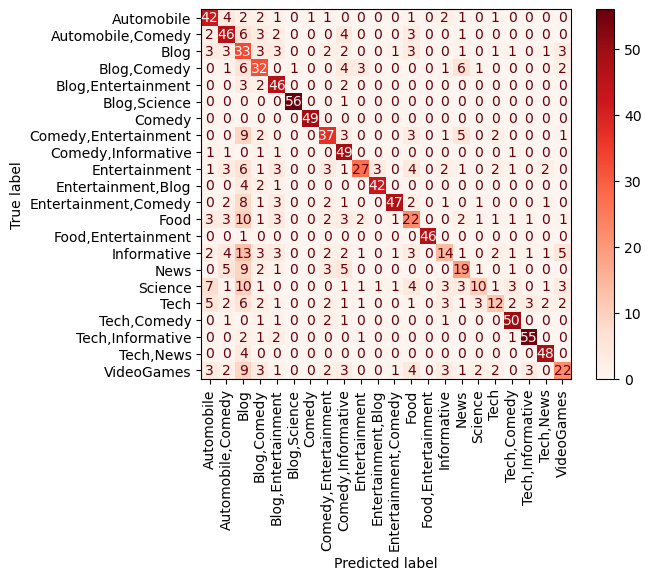 Automobile 42 4 2 2 1 0 1 1 0 0 0 0 1 0 2 1 0 0 0 0 0 0
Automobile,Comedy 2 46 6 3 2 0 0 0 4 0 0 0 3 0 0 1 0 0 0 0 0 0
Blog 3 3 33 3 3 0 0 2 2 0 0 1 3 0 0 1 0 1 1 0 1 3
Blog,Comedy 0 1 6 32 0 1 0 0 4 3 0 0 0 0 1 6 1 0 0 0 0 2
Blog,Entertainment 0 0 3 2 46 0 0 0 2 0 0 0 0 0 0 0 0 0 0 0 0 0
Blog,Science 0 0 0 0 0 56 0 0 1 0 0 0 0 0 0 0 0 0 0 0 0 0
Comedy 0 0 0 0 0 0 49 0 0 0 0 0 0 0 0 0 0 0 0 0 0 0
Comedy,Entertainment 0 0 9 2 0 0 0 37 3 0 0 0 3 0 1 5 0 2 0 0 0 1
Comedy,Informative 1 1 0 1 1 0 0 0 49 0 0 0 0 0 0 0 0 0 1 0 0 0
Entertainment 1 3 6 1 3 0 0 3 1 27 3 0 4 0 2 1 0 2 1 0 2 0
Entertainment,Blog 0 0 4 2 1 0 0 0 0 0 42 0 0 0 0 0 0 0 0 0 0 0
Entertainment,Comedy 0 2 8 1 3 0 0 2 1 0 0 47 2 0 0 1 0 0 0 0 1 0
Food 3 3 10 1 3 0 0 2 3 2 0 1 22 0 0 2 1 1 1 0 0 1
Food,Entertainment 0 0 1 0 0 0 0 0 0 0 0 0 0 46 0 0 0 0 0 0 0 0
Informative 2 4 13 3 3 0 0 2 2 0 0 1 3 0 14 1 0 2 1 1 1 5
News 0 5 9 2 1 0 0 3 5 0 0 0 0 0 0 19 1 0 1 0 0 0
Science 7 1 10 1 0 0 0 1 1 1 1 1 4 0 3 3 10 1 3 0 1 3
Tech 5 2 6 2 1 0 0 2 1 0 0 0 0 0 3 1 3 12 2 3 2 2
Tech,Comedy 0 1 0 1 1 0 0 2 1 0 0 0 0 0 1 0 0 0 50 0 0 0
Tech,Informative 0 0 2 1 2 0 0 0 0 1 0 0 0 0 0 0 0 0 1 55 0 0
Tech,News 0 0 4 0 0 0 0 0 0 0 0 0 0 0 0 0 0 0 0 0 48 0
VideoGames 3 2 9 3 1 0 0 2 3 0 0 1 4 0 3 1 2 2 0 3 0 22
True label
Automobile
Automobile,Comedy
Blog
Blog,Comedy
Blog,Entertainment
Blog,Science
Comedy
Comedy,Entertainment
Comedy,Informative
Entertainment
Entertainment,Blog
Entertainment,Comedy
Food
Food,Entertainment
Informative
News
Science
Tech
Tech,Comedy
Tech,Informative
Tech,News
VideoGames
Predicted label
50
40
30
20
10
0